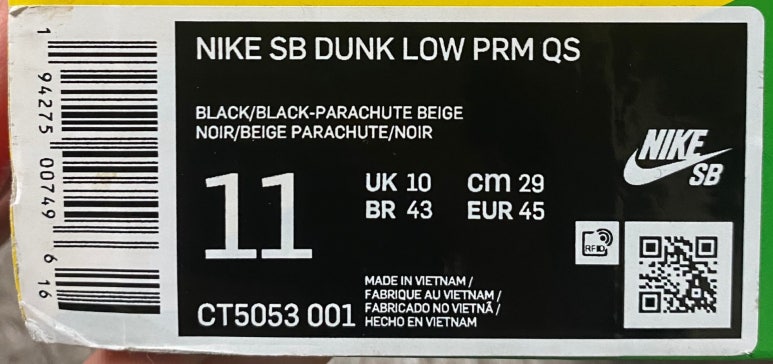 1 94275 00749 6 16
NIKE SB DUNK LOW PRM QS
BLACK/BLACK-PARACHUTE BEIGE
NOIR/BEIGE PARACHUTE/NOIR
11
UK 10 cm 29
BR 43 EUR 45
NIKE
SB
RFID
CT5053 001
MADE IN VIETNAM /
FABRIQUE AU VIETNAM /
FABRICADO NO VIETNÃ /
HECHO EN VIETNAM